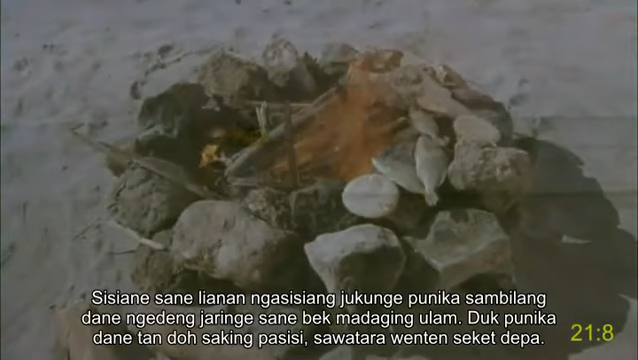 Sisiane sane lianan ngasisiang jukunge punika sambilang
dane ngedeng jaringe sane bek madaging ulam. Duk punika
dane tan doh saking pasisi, sawatara wenten seket depa.
21:8